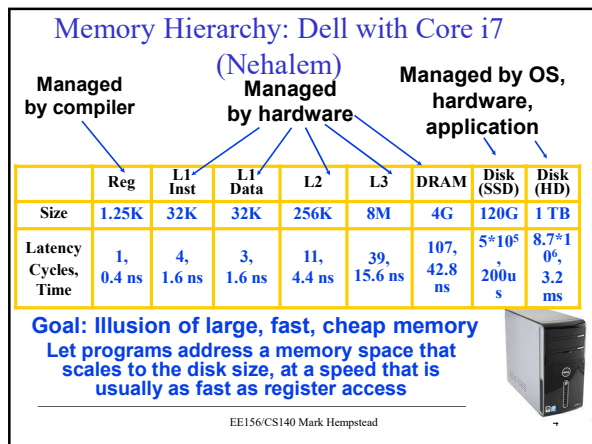 Memory Hierarchy: Dell with Core i7
(Nehalem)
Managed
by compiler
Managed
by hardware
Managed by OS,
hardware,
application
Reg
L1
Inst
L1
Data
L2
L3
DRAM
Disk
(SSD)
Disk
(HD)
Size
1.25K
32K
32K
256K
8M
4G
120G
1 TB
Latency
Cycles,
Time
1,
0.4 ns
4,
1.6 ns
3,
1.6 ns
11,
4.4 ns
39,
15.6 ns
107,
42.8
ns
5*10⁵
,
200u
s
8.7*1
0⁶,
3.2
ms
Goal: Illusion of large, fast, cheap memory
Let programs address a memory space that
scales to the disk size, at a speed that is
usually as fast as register access
EE156/CS140 Mark Hempstead